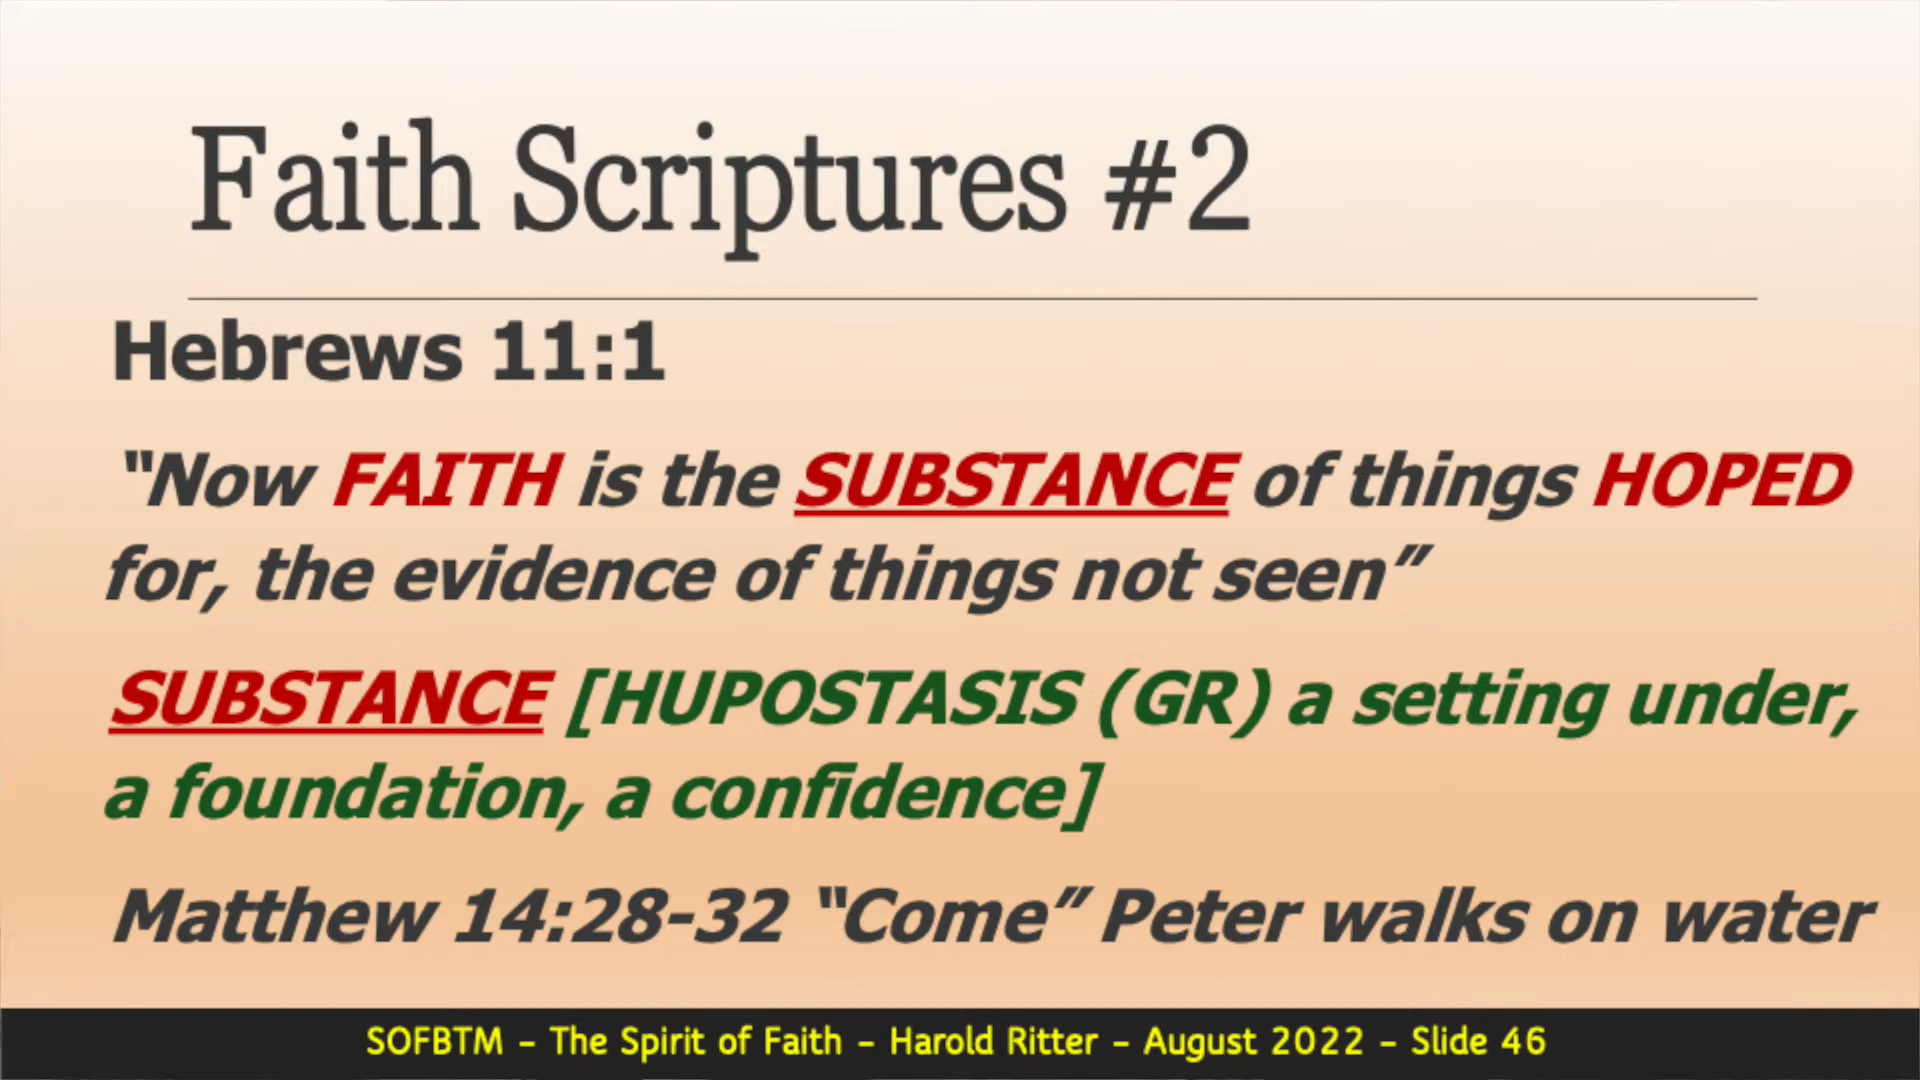 Faith Scriptures #2
Hebrews 11:1
“Now FAITH is the SUBSTANCE of things HOPED
for, the evidence of things not seen”
SUBSTANCE [HUPOSTASIS (GR) a setting under,
a foundation, a confidence]
Matthew 14:28-32 “Come” Peter walks on water
SOFBTM – The Spirit of Faith – Harold Ritter – August 2022 – Slide 46